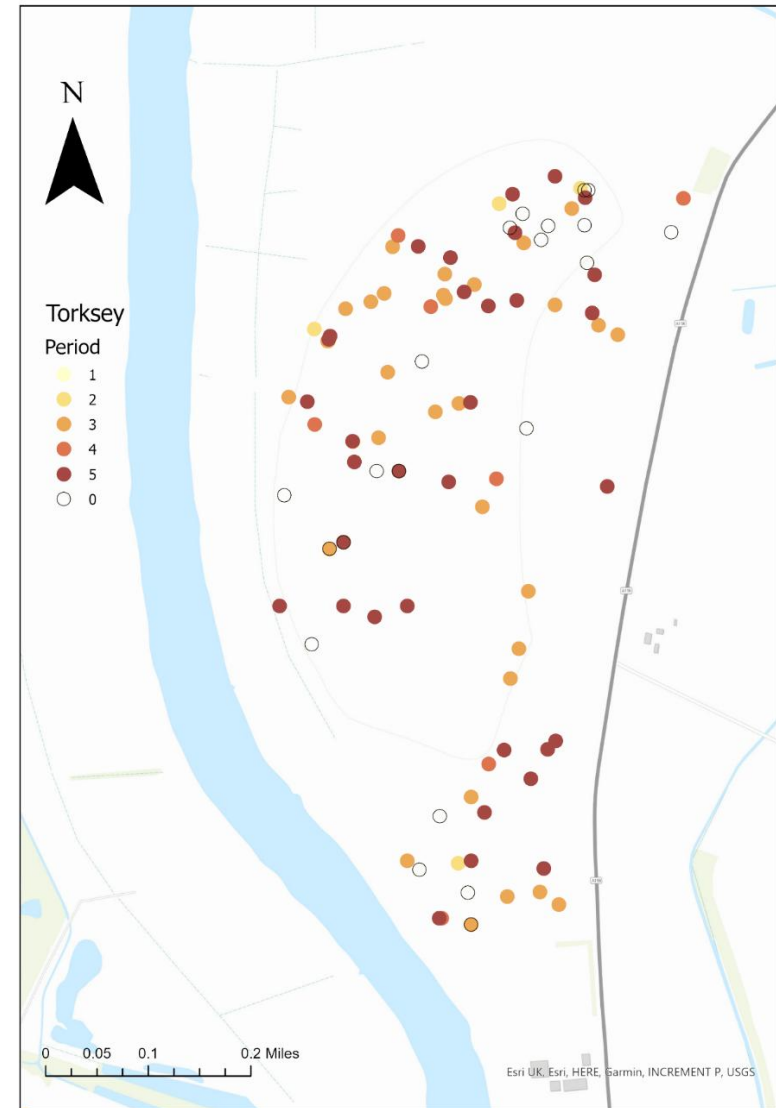 N
Torksey
Period
1
2
3
4
5
0
0 0.05 0.1 0.2 Miles
Esri UK, Esri, HERE, Garmin, INCREMENT P, USGS